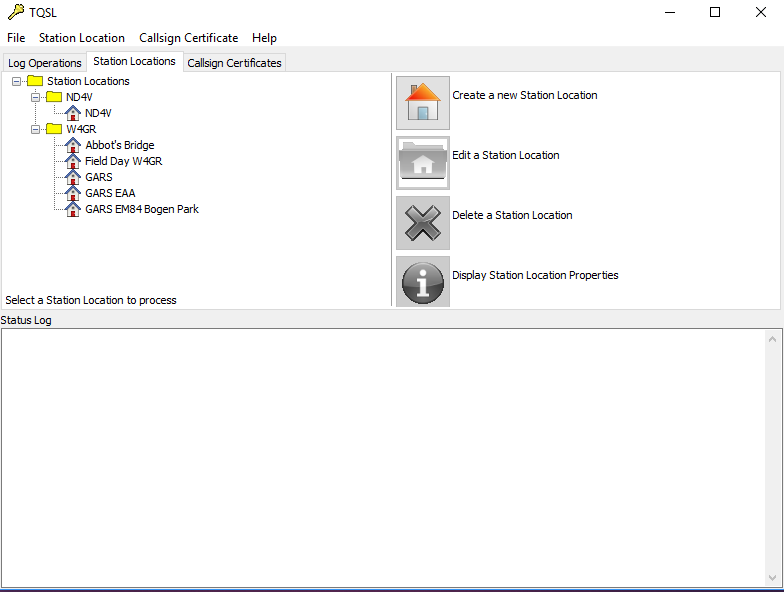 TQSL
File Station Location Callsign Certificate Help
Log Operations Station Locations Callsign Certificates
Station Locations
ND4V
ND4V
W4GR
Abbot's Bridge
Field Day W4GR
GARS
GARS EAA
GARS EM84 Bogen Park
Select a Station Location to process
Create a new Station Location
Edit a Station Location
Delete a Station Location
Display Station Location Properties
Status Log